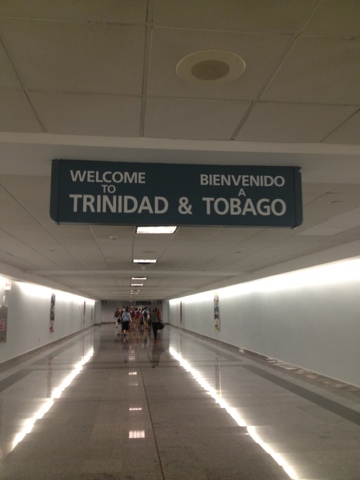 WELCOME BIENVENIDO
TO A
TRINIDAD & TOBAGO